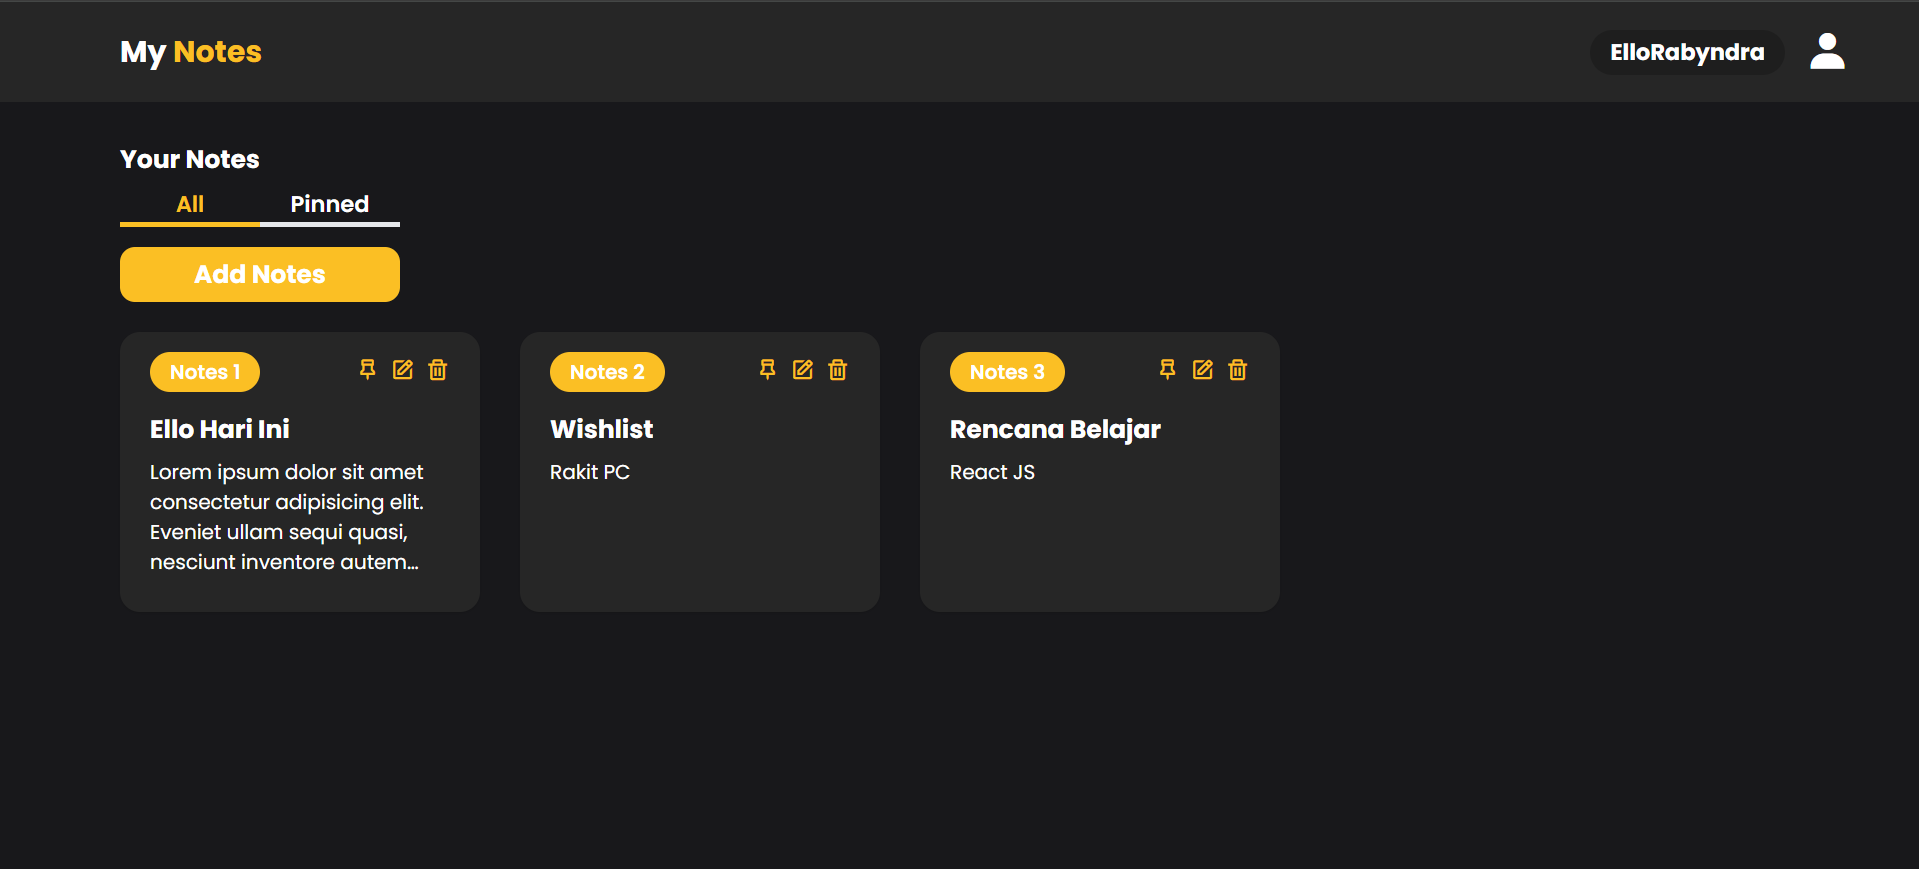 My Notes
ElloRabyndra
Your Notes
All
Pinned
Add Notes
Notes 1
Ello Hari Ini
Lorem ipsum dolor sit amet
consectetur adipisicing elit.
Eveniet ullam sequi quasi,
nesciunt inventore autem...
Notes 2
Wishlist
Rakit PC
Notes 3
Rencana Belajar
React JS